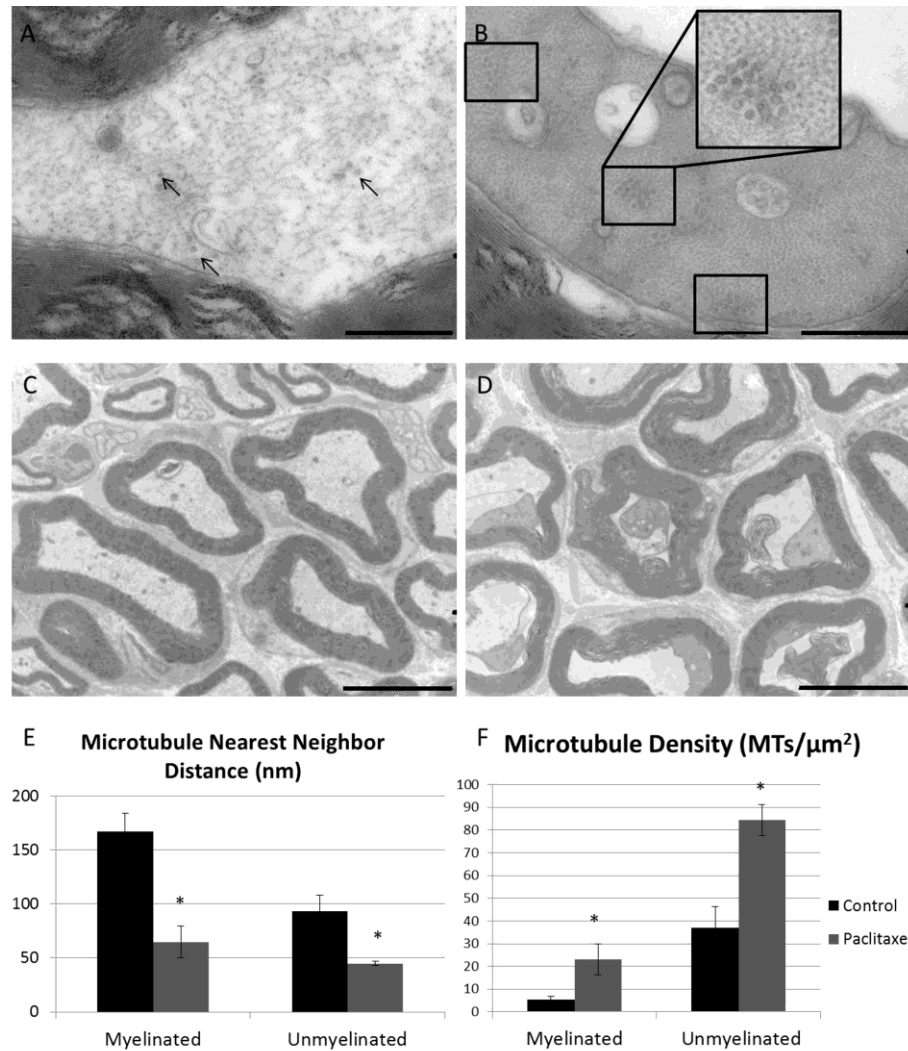 A
B
C
D
E
Microtubule Nearest Neighbor
Distance (nm)
200
150
100
50
0
Myelinated
Unmyelinated
F
Microtubule Density (MTs/µm²)
100
90
80
70
60
50
40
30
20
10
0
*
*
*
*
Myelinated
Unmyelinated
Control
Paclitaxe